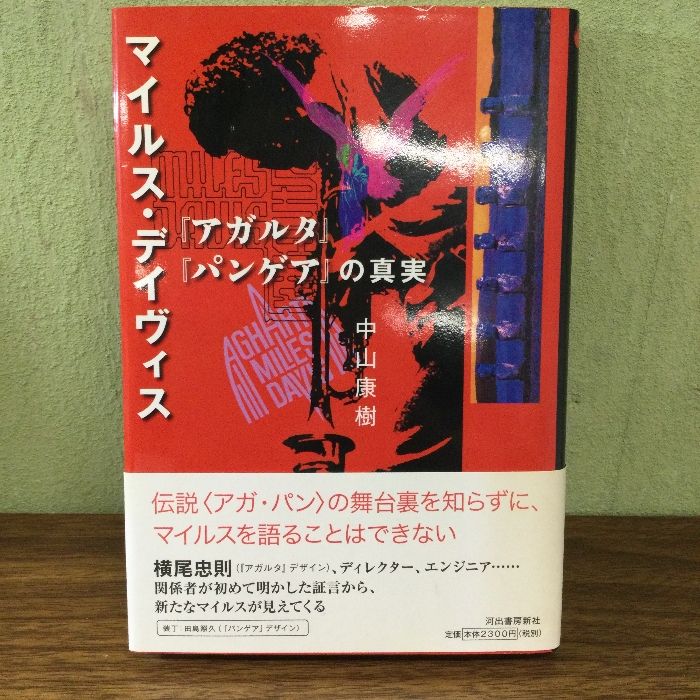 マイルス・デイヴィス
『アガルタ』
『パンゲア』の真実
中山康樹
MILES
DAVIS
AGHARTA
MILES
DAVIS
伝説〈アガ・パン〉の舞台裏を知らずに、
マイルスを語ることはできない
横尾忠則(『アガルタ』デザイン)、ディレクター、エンジニア……
関係者が初めて明かした証言から、
新たなマイルスが見えてくる
装丁 田島照久(『パンゲア』デザイン)
河出書房新社
定価 本体2300円(税別)